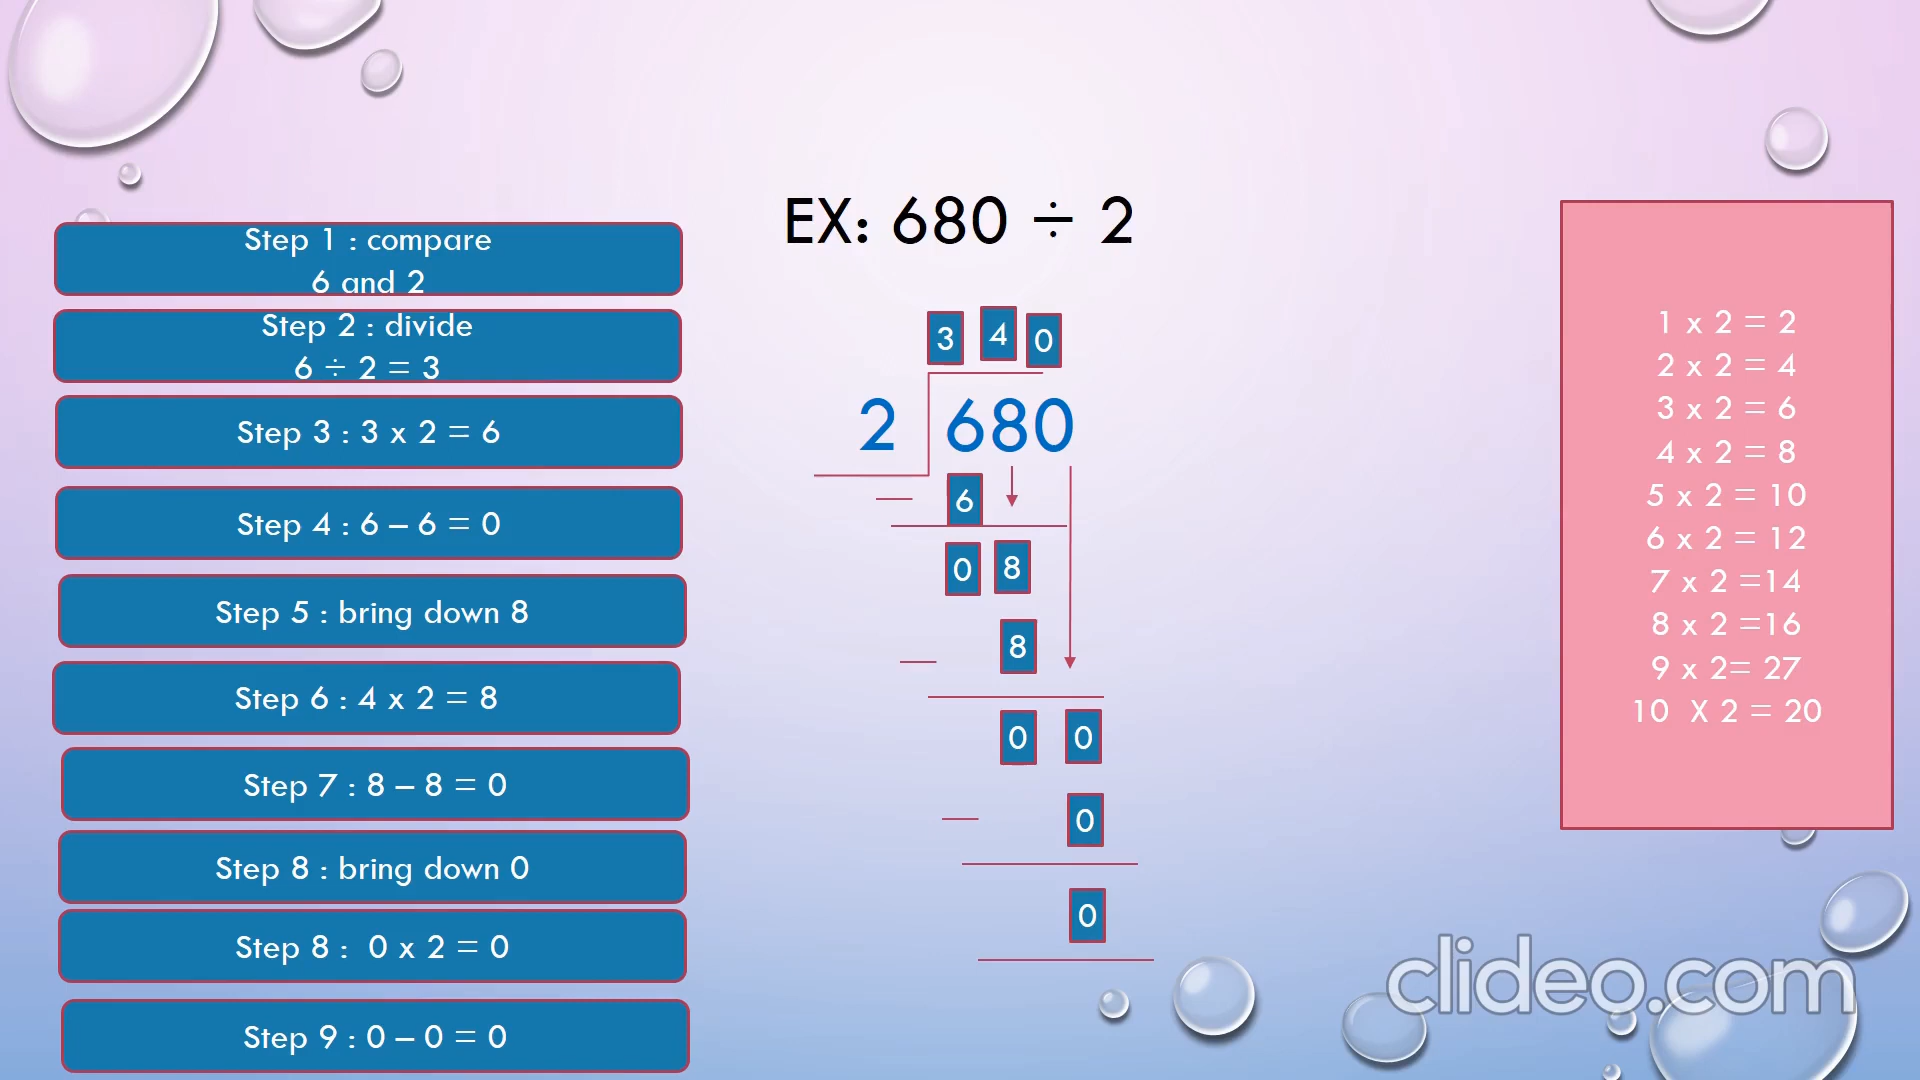 EX: 680 ÷ 2
Step 1 : compare
6 and 2
Step 2 : divide
6 ÷ 2 = 3
Step 3 : 3 x 2 = 6
Step 4 : 6 – 6 = 0
Step 5 : bring down 8
Step 6 : 4 x 2 = 8
Step 7 : 8 – 8 = 0
Step 8 : bring down 0
Step 8 :  0 x 2 = 0
Step 9 : 0 – 0 = 0
3 4 0
2 680
6
0 8
8
0 0
0
0
1 x 2 = 2
2 x 2 = 4
3 x 2 = 6
4 x 2 = 8
5 x 2 = 10
6 x 2 = 12
7 x 2 =14
8 x 2 =16
9 x 2= 27
10  X 2 = 20
clideo.com